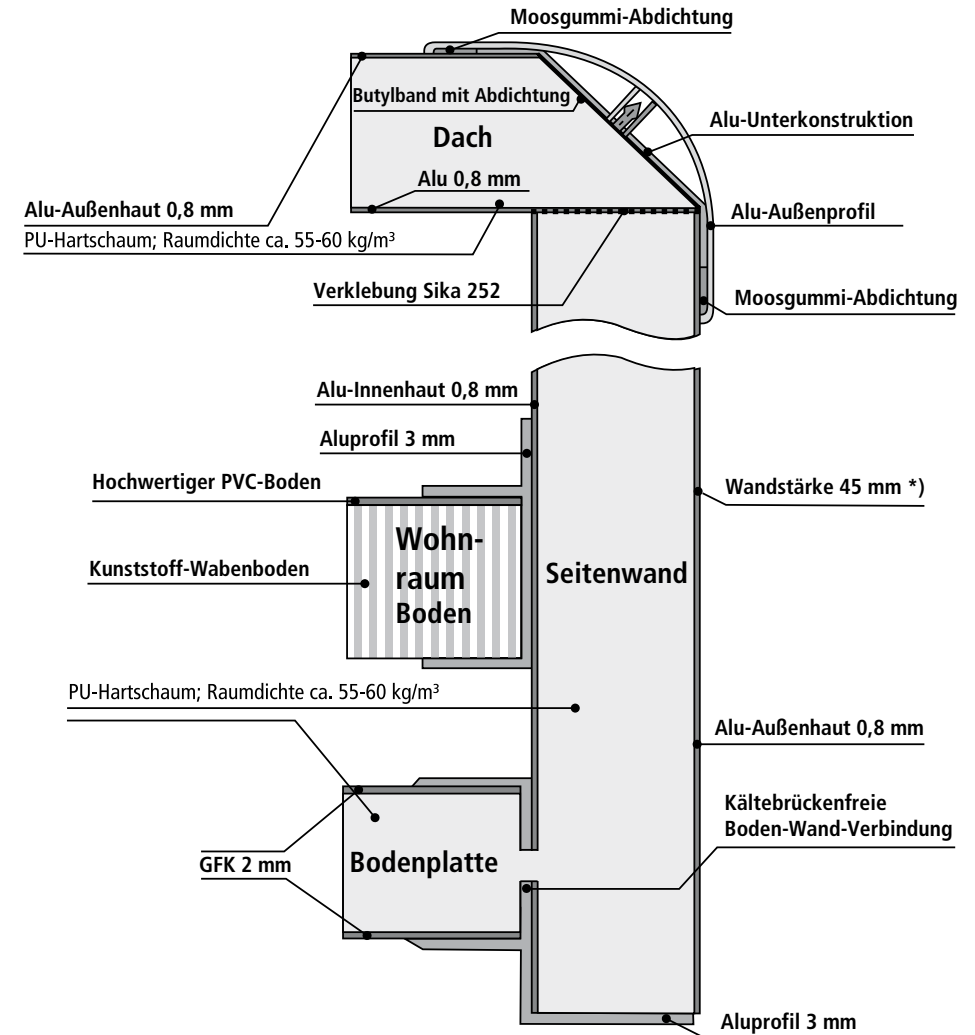 Moosgummi-Abdichtung
Butylband mit Abdichtung
Alu-Unterkonstruktion
Dach
Alu 0,8 mm
Alu-Außenhaut 0,8 mm
Alu-Außenprofil
PU-Hartschaum; Raumdichte ca. 55-60 kg/m³
Verklebung Sika 252
Moosgummi-Abdichtung
Alu-Innenhaut 0,8 mm
Aluprofil 3 mm
Hochwertiger PVC-Boden
Wandstärke 45 mm *)
Wohn-
raum
Boden
Kunststoff-Wabenboden
Seitenwand
PU-Hartschaum; Raumdichte ca. 55-60 kg/m³
Alu-Außenhaut 0,8 mm
Kältebrückenfreie
Boden-Wand-Verbindung
GFK 2 mm
Bodenplatte
Aluprofil 3 mm